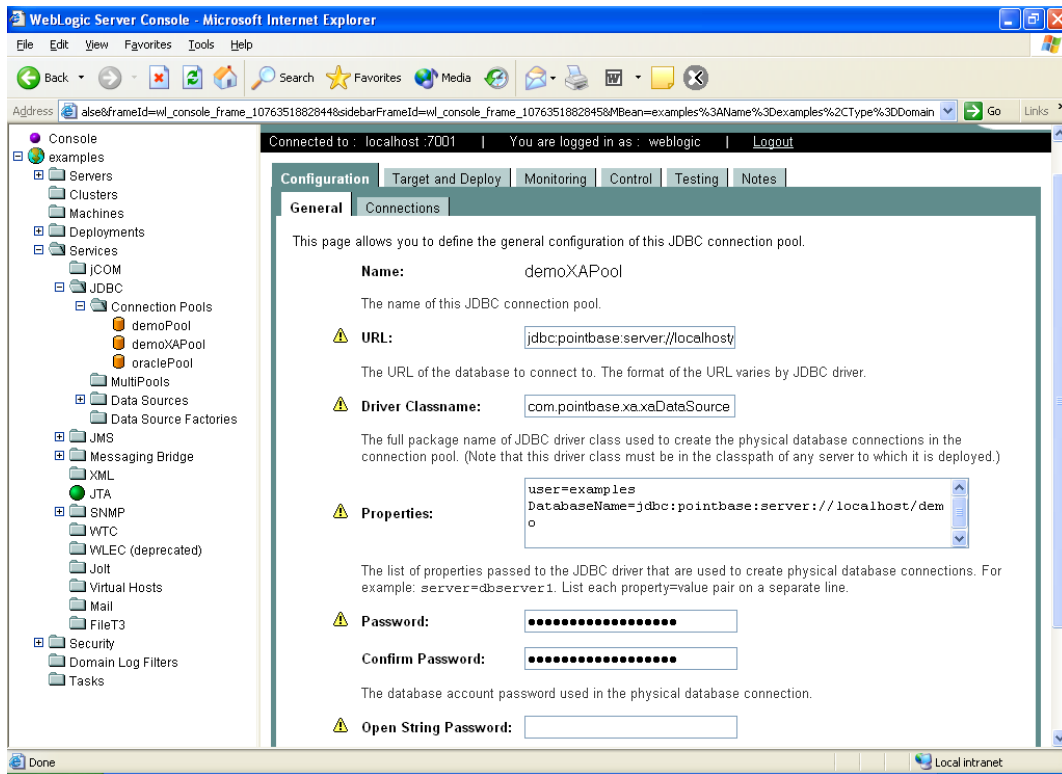 WebLogic Server Console - Microsoft Internet Explorer
File Edit View Favorites Tools Help
Back Search Favorites Media
Address alse&frameId=wl_console_frame_1076351882844&sidebarFrameId=wl_console_frame_1076351882845&MBean=examples%3AName%3Dexamples%2CType%3DDomain Go Links
Console
examples
Servers
Clusters
Machines
Deployments
Services
jCOM
JDBC
Connection Pools
demoPool
demoXAPool
oraclePool
MultiPools
Data Sources
Data Source Factories
JMS
Messaging Bridge
XML
JTA
SNMP
WTC
WLEC (deprecated)
Jolt
Virtual Hosts
Mail
FileT3
Security
Domain Log Filters
Tasks
Connected to : localhost :7001 | You are logged in as : weblogic | Logout
Configuration Target and Deploy Monitoring Control Testing Notes
General Connections
This page allows you to define the general configuration of this JDBC connection pool.
Name: demoXAPool
The name of this JDBC connection pool.
URL: jdbc:pointbase:server://localhost/
The URL of the database to connect to. The format of the URL varies by JDBC driver.
Driver Classname: com.pointbase.xa.xaDataSource
The full package name of JDBC driver class used to create the physical database connections in the
connection pool. (Note that this driver class must be in the classpath of any server to which it is deployed.)
Properties:
user=examples
DatabaseName=jdbc:pointbase:server://localhost/dem
o
The list of properties passed to the JDBC driver that are used to create physical database connections. For
example: server=dbserver1. List each property=value pair on a separate line.
Password: ●●●●●●●●●●●●●●●●●●
Confirm Password: ●●●●●●●●●●●●●●●●●●
The database account password used in the physical database connection.
Open String Password:
Done Local intranet